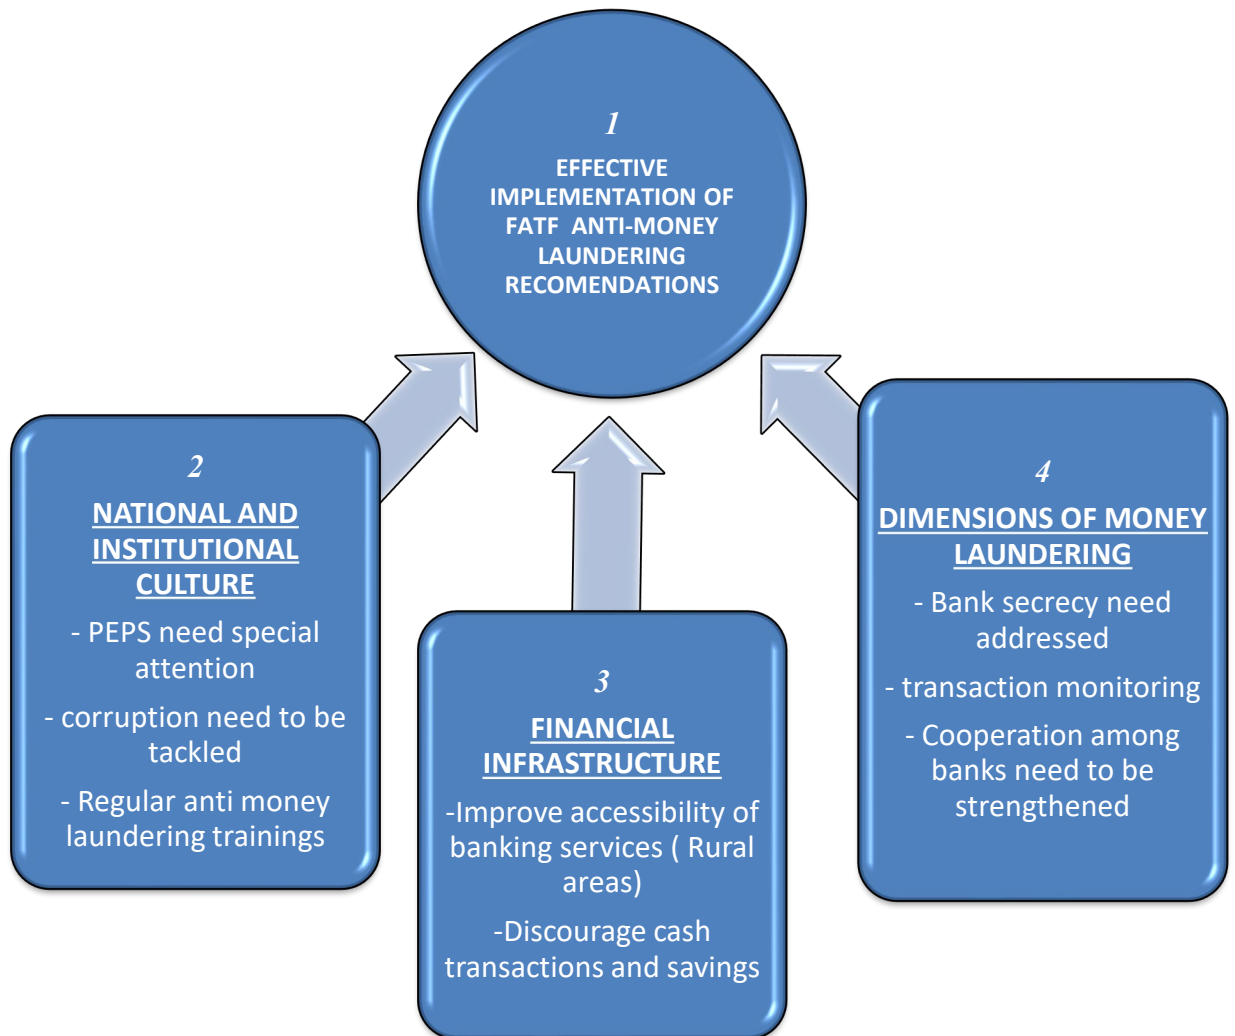 1
EFFECTIVE
IMPLEMENTATION OF
FATF ANTI-MONEY
LAUNDERING
RECOMENDATIONS
2
NATIONAL AND
INSTITUTIONAL
CULTURE
- PEPS need special
attention
- corruption need to be
tackled
- Regular anti money
laundering trainings
3
FINANCIAL
INFRASTRUCTURE
-Improve accessibility of
banking services ( Rural
areas)
-Discourage cash
transactions and savings
4
DIMENSIONS OF MONEY
LAUNDERING
- Bank secrecy need
addressed
- transaction monitoring
- Cooperation among
banks need to be
strengthened